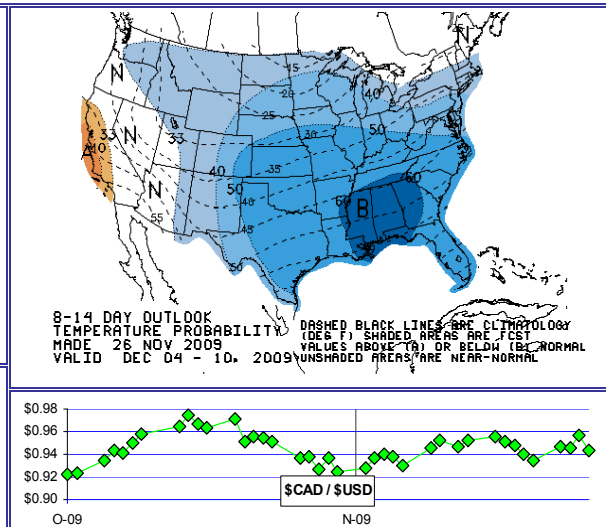 N
15
N
20
40
25
50
33
N
33
30
A
40
35
40
60
60
N
50
40
B
55
45
50
8-14 DAY OUTLOOK
TEMPERATURE PROBABILITY
MADE 26 NOV 2009
VALID DEC 04 - 10, 2009
DASHED BLACK LINES ARE CLIMATOLOGY
(DEG F) SHADED AREAS ARE FCST
VALUES ABOVE (A) OR BELOW (B) NORMAL
UNSHADED AREAS ARE NEAR-NORMAL
$0.98
$0.96
$0.94
$0.92
$0.90
$CAD / $USD
O-09
N-09